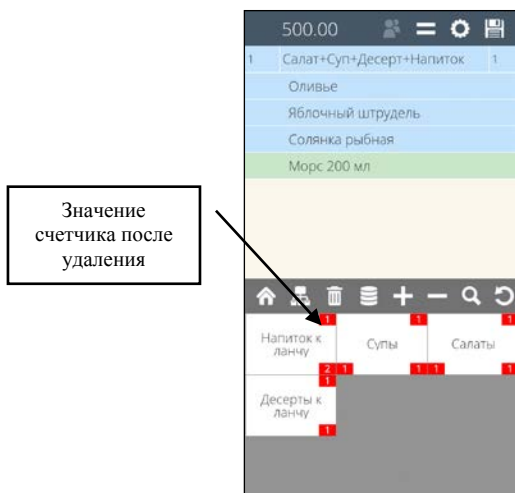 500.00
1 Салат+Суп+Десерт+Напиток 1
Оливье
Яблочный штрудель
Солянка рыбная
Морс 200 мл
Значение
счетчика после
удаления
1 1 1
Напиток к
ланчу
Супы
Салаты
2 1 1 1 1
1
Десерты к
ланчу
1